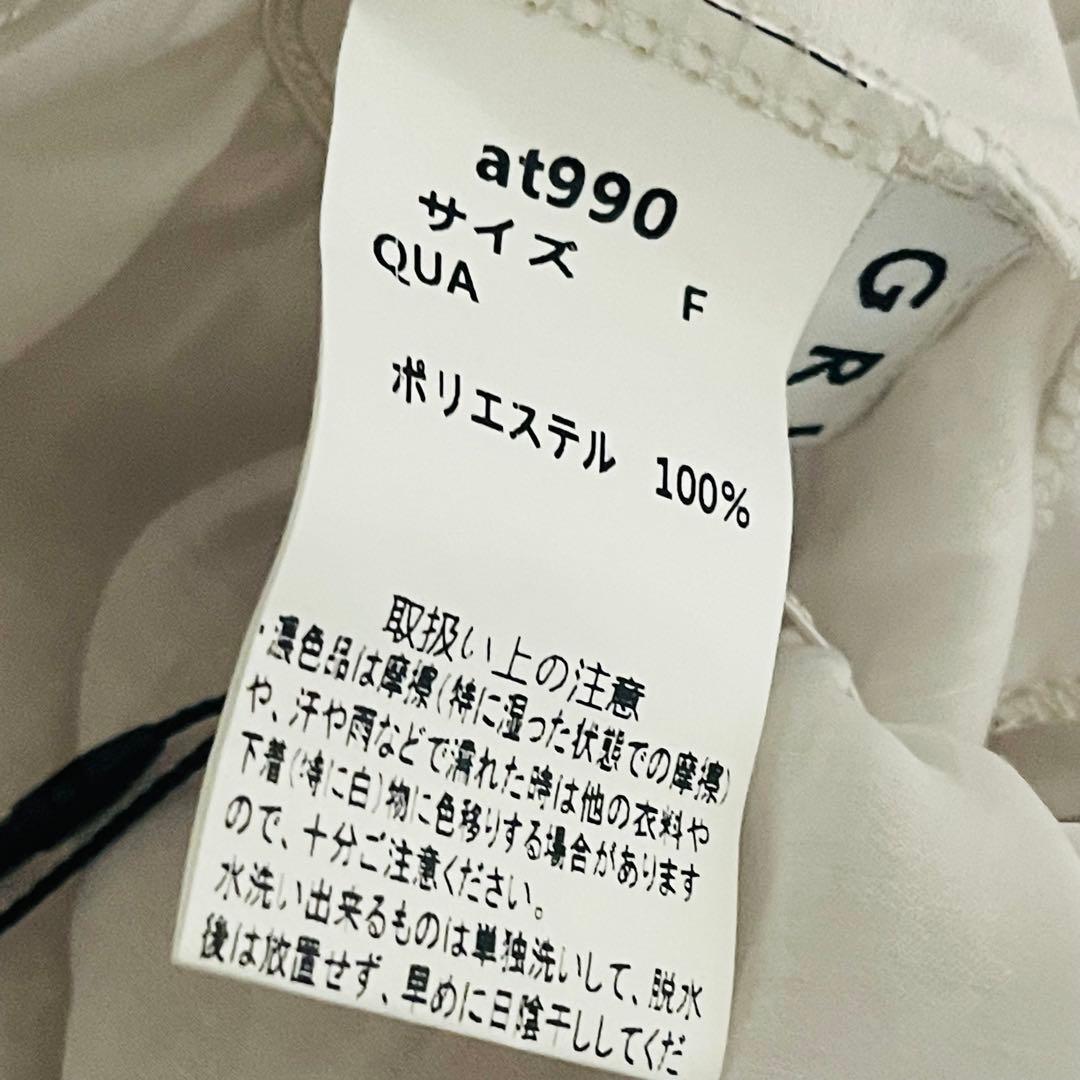 at990
サイズ F
QUA
ポリエステル 100%
取扱い上の注意
・濃色品は摩擦(特に湿った状態での摩擦)
や、汗や雨などで濡れた時は他の衣料や
下着(特に白)物に色移りする場合があります
ので、十分ご注意ください。
水洗い出来るものは単独洗いして、脱水
後は放置せず、早めに日陰干ししてくだ
GR